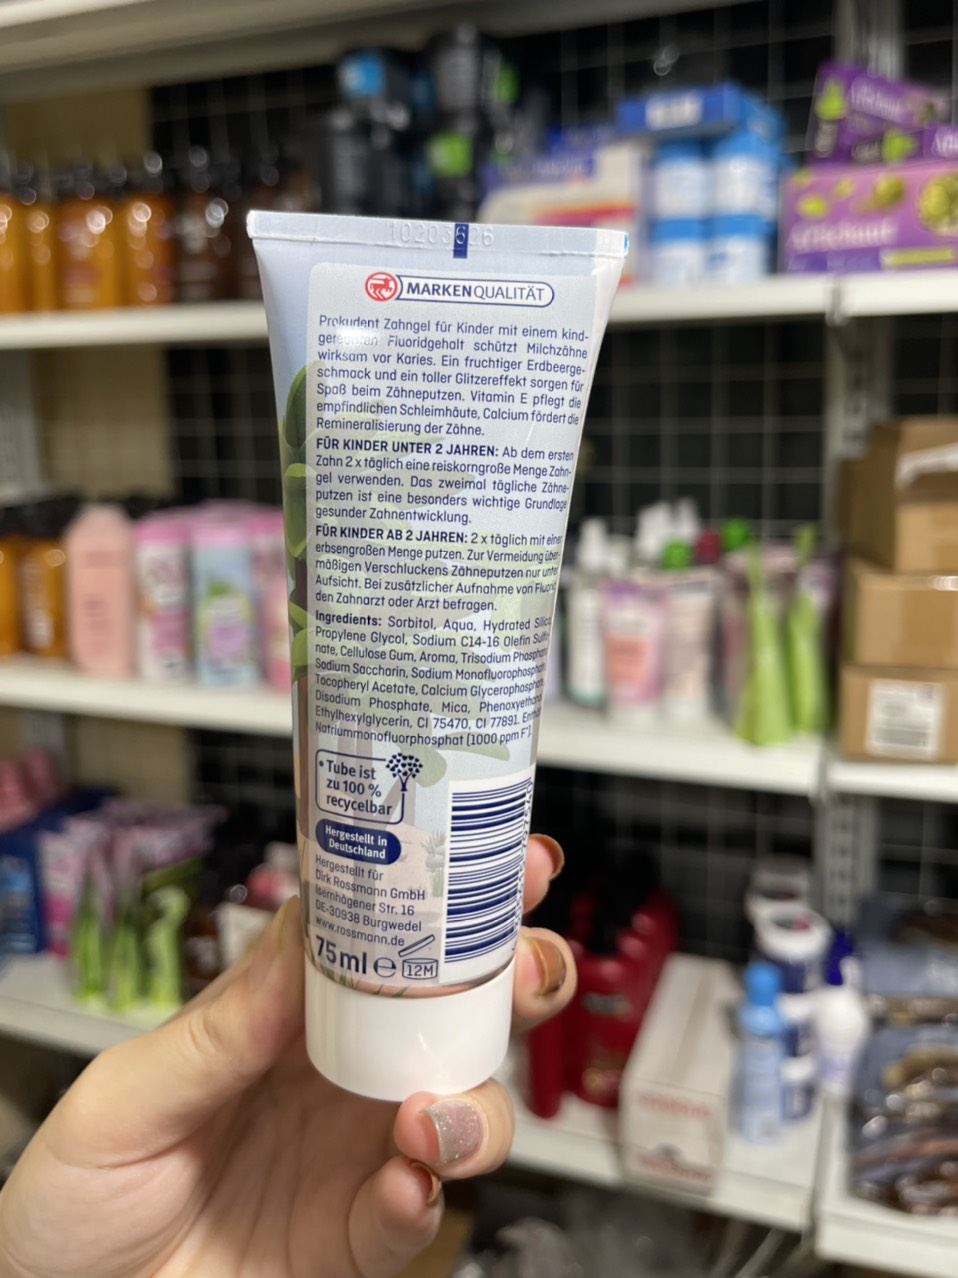 MARKENQUALITÄT
Prokudent Zahngel für Kinder mit einem kind-
gerechten Fluoridgehalt schützt Milchzähne
wirksam vor Karies. Ein fruchtiger Erdbeerge-
schmack und ein toller Glitzereffekt sorgen für
Spaß beim Zähneputzen. Vitamin E pflegt die
empfindlichen Schleimhäute, Calcium fördert die
Remineralisierung der Zähne.
FÜR KINDER UNTER 2 JAHREN: Ab dem ersten
Zahn 2 x täglich eine reiskorngroße Menge Zahn-
gel verwenden. Das zweimal tägliche Zähne-
putzen ist eine besonders wichtige Grundlage
gesunder Zahnentwicklung.
FÜR KINDER AB 2 JAHREN: 2 x täglich mit einer
erbsengroßen Menge putzen. Zur Vermeidung über-
mäßigen Verschluckens Zähneputzen nur unter
Aufsicht. Bei zusätzlicher Aufnahme von Fluorid
den Zahnarzt oder Arzt befragen.
Ingredients: Sorbitol, Aqua, Hydrated Silica,
Propylene Glycol, Sodium C14-16 Olefin Sulfo-
nate, Cellulose Gum, Aroma, Trisodium Phosphate,
Sodium Saccharin, Sodium Monofluorophosphate,
Tocopheryl Acetate, Calcium Glycerophosphate,
Disodium Phosphate, Mica, Phenoxyethanol,
Ethylhexylglycerin, CI 75470, CI 77891. Enthält
Natriummonofluorphosphat (1000 ppm F⁻).
Tube ist
zu 100 %
recycelbar
Hergestellt in
Deutschland
Hergestellt für
Dirk Rossmann GmbH
Isernhägener Str. 16
DE-30938 Burgwedel
www.rossmann.de
75 ml ℮ 12M